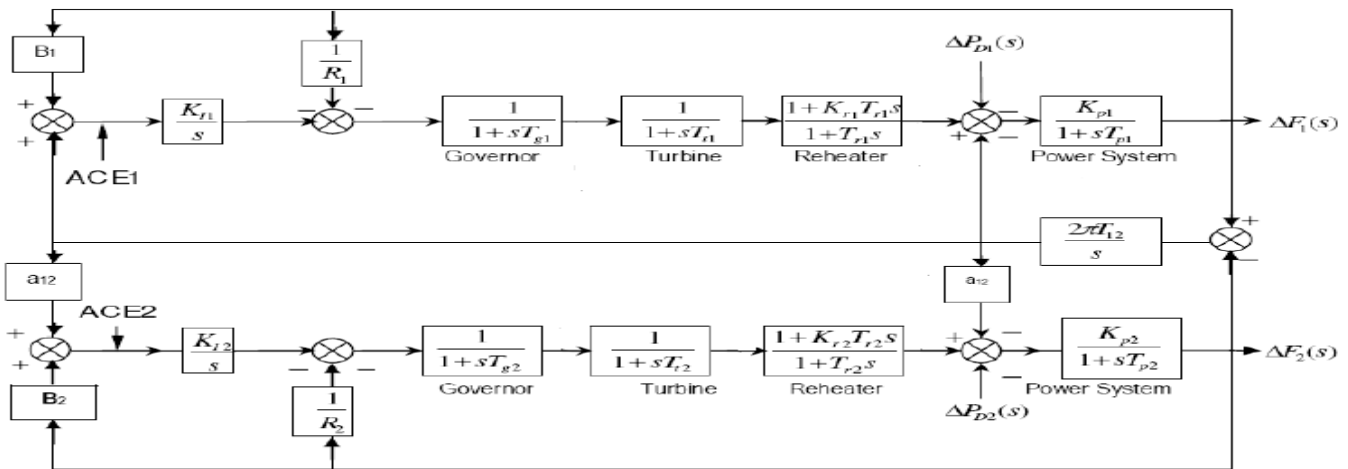 B1
1
R1
ΔPD1(s)
+
+
KI1
s
−
−
1
1 + sTg1
1
1 + sTt1
1 + Kr1Tr1s
1 + Tr1s
+
−
−
Kp1
1 + sTp1
ΔF1(s)
Governor
Turbine
Reheater
Power System
ACE1
2πT12
s
+
−
a12
a12
ACE2
+
+
KI2
s
−
−
1
1 + sTg2
1
1 + sTt2
1 + Kr2Tr2s
1 + Tr2s
+
−
−
Kp2
1 + sTp2
ΔF2(s)
Governor
Turbine
Reheater
Power System
B2
1
R2
ΔPD2(s)